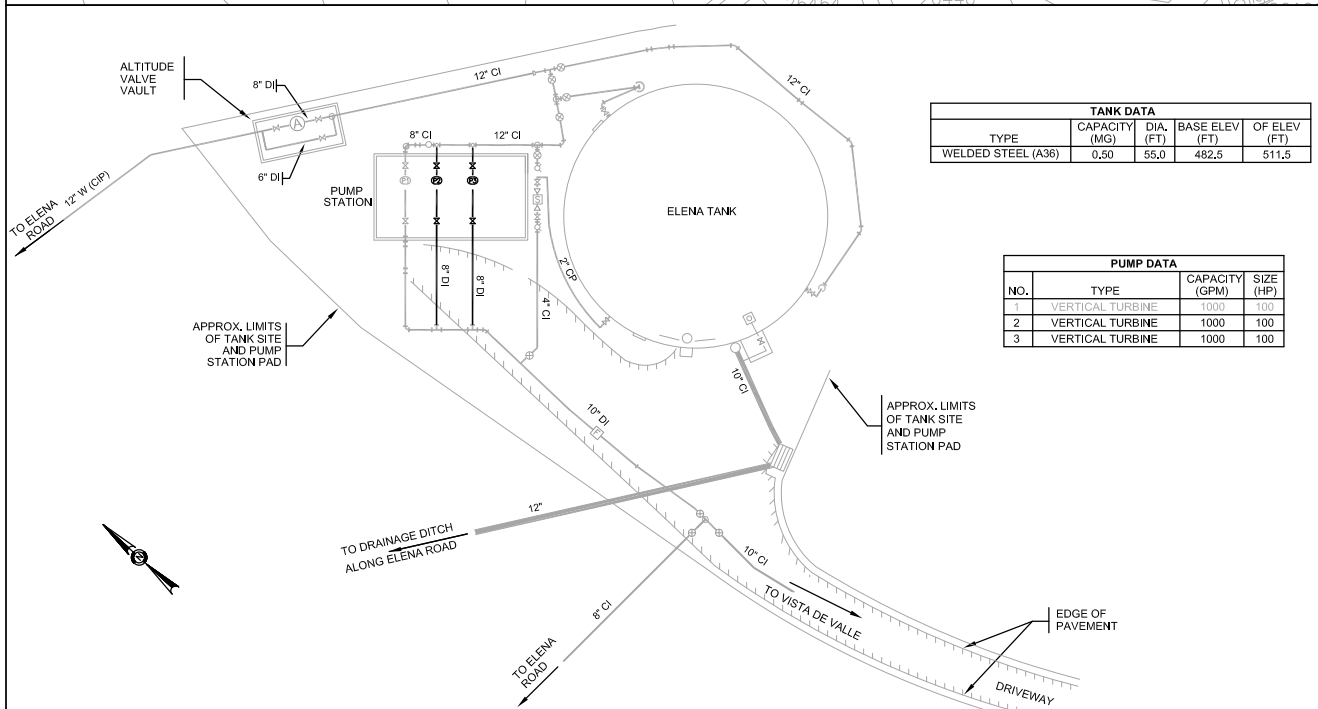 ALTITUDE
VALVE
VAULT
8" DI
12" CI
12" CI
A
6" DI
8" CI
12" CI
12" W (CIP)
TO ELENA
ROAD
PUMP
STATION
P1
P2
P3
S
ELENA TANK
2" CP
8" DI
8" DI
4" CI
APPROX. LIMITS
OF TANK SITE
AND PUMP
STATION PAD
10" CI
10" DI
F
APPROX. LIMITS
OF TANK SITE
AND PUMP
STATION PAD
12"
TO DRAINAGE DITCH
ALONG ELENA ROAD
10" CI
TO VISTA DE VALLE
8" CI
TO ELENA
ROAD
EDGE OF
PAVEMENT
DRIVEWAY
TANK DATA
TYPE CAPACITY (MG) DIA. (FT) BASE ELEV (FT) OF ELEV (FT)
WELDED STEEL (A36) 0.50 55.0 482.5 511.5
PUMP DATA
NO. TYPE CAPACITY (GPM) SIZE (HP)
1 VERTICAL TURBINE 1000 100
2 VERTICAL TURBINE 1000 100
3 VERTICAL TURBINE 1000 100